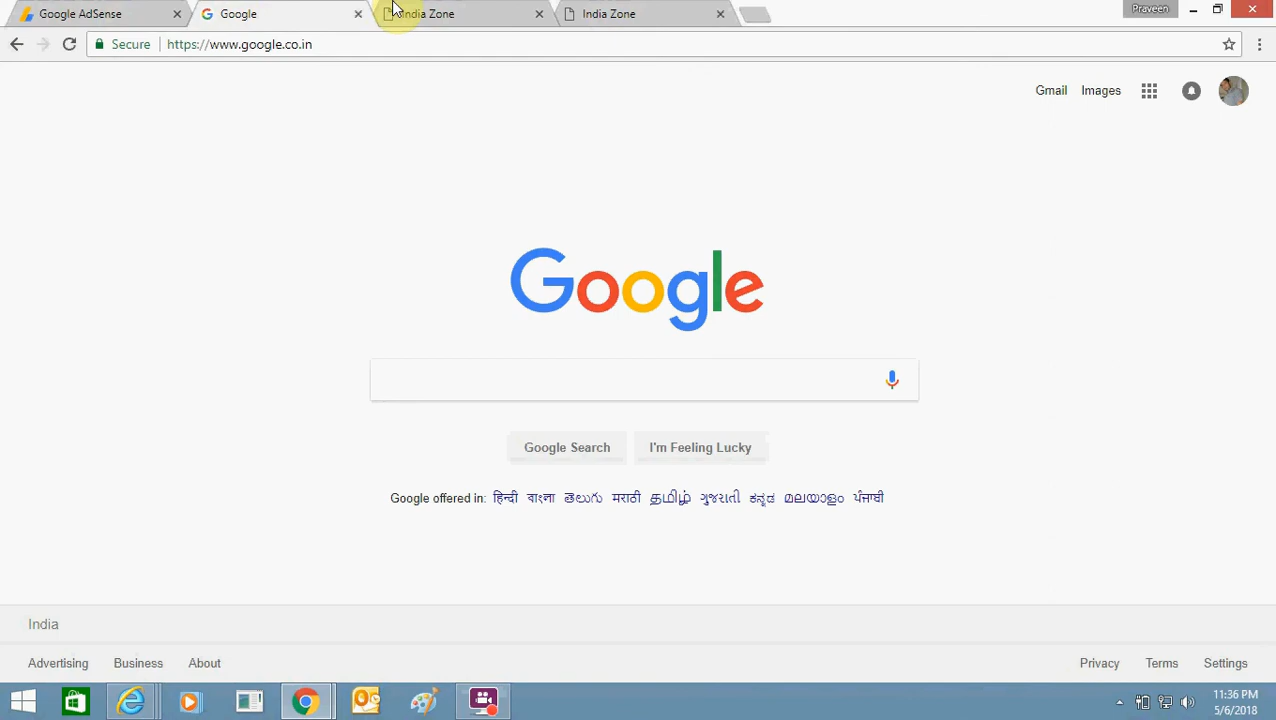 Google AdSense
Google
India Zone
India Zone
Praveen
Secure
https://www.google.co.in
Gmail Images
Google
Google Search
I'm Feeling Lucky
Google offered in: हिन्दी বাংলা తెలుగు मराठी தமிழ் ગુજરાતી ಕನ್ನಡ മലയാളം ਪੰਜਾਬੀ
India
Advertising Business About
Privacy Terms Settings
11:36 PM
5/6/2018